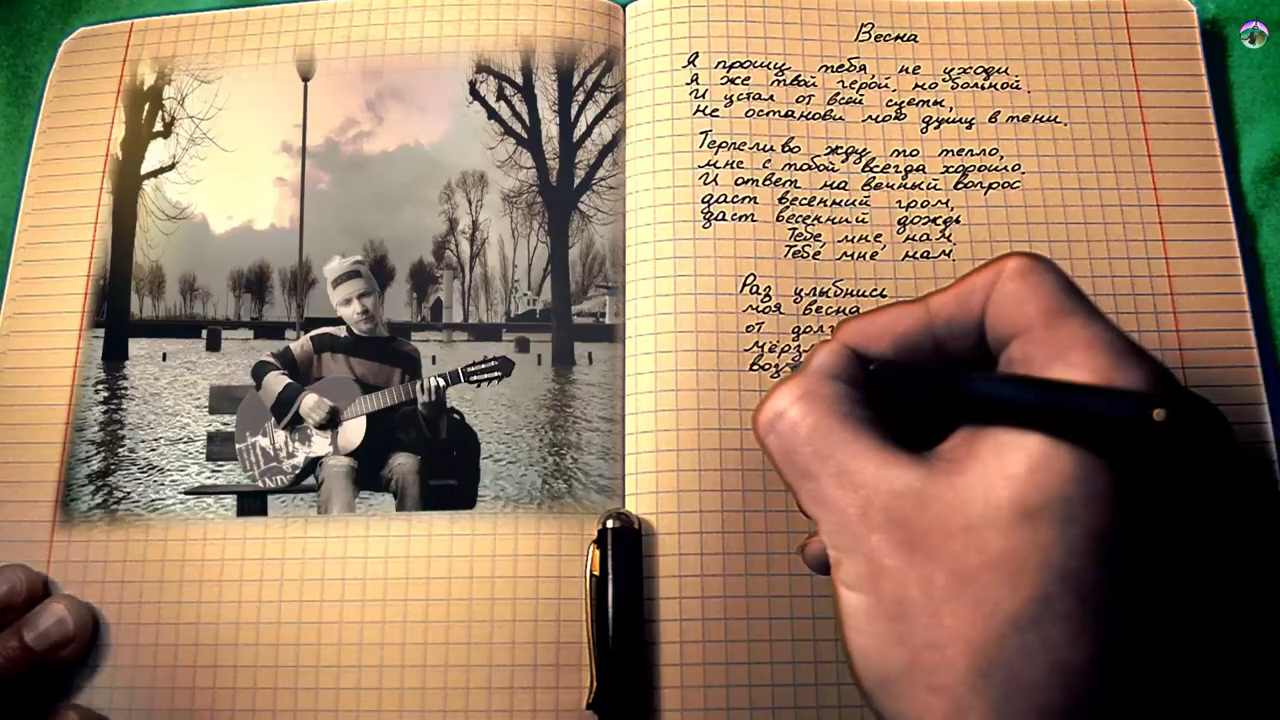 Весна
Я прошу тебя, не уходи
Я же твой герой, но больной.
И устал от всей суеты,
Не останови мою душу в тени.
Терпеливо жду то тепло,
мне с тобой всегда хорошо.
И ответ на вечный вопрос
даст весенний гром,
даст весенний дождь
Тебе, мне, нам.
Тебе, мне, нам.
Раз улыбнись
моя весна
от